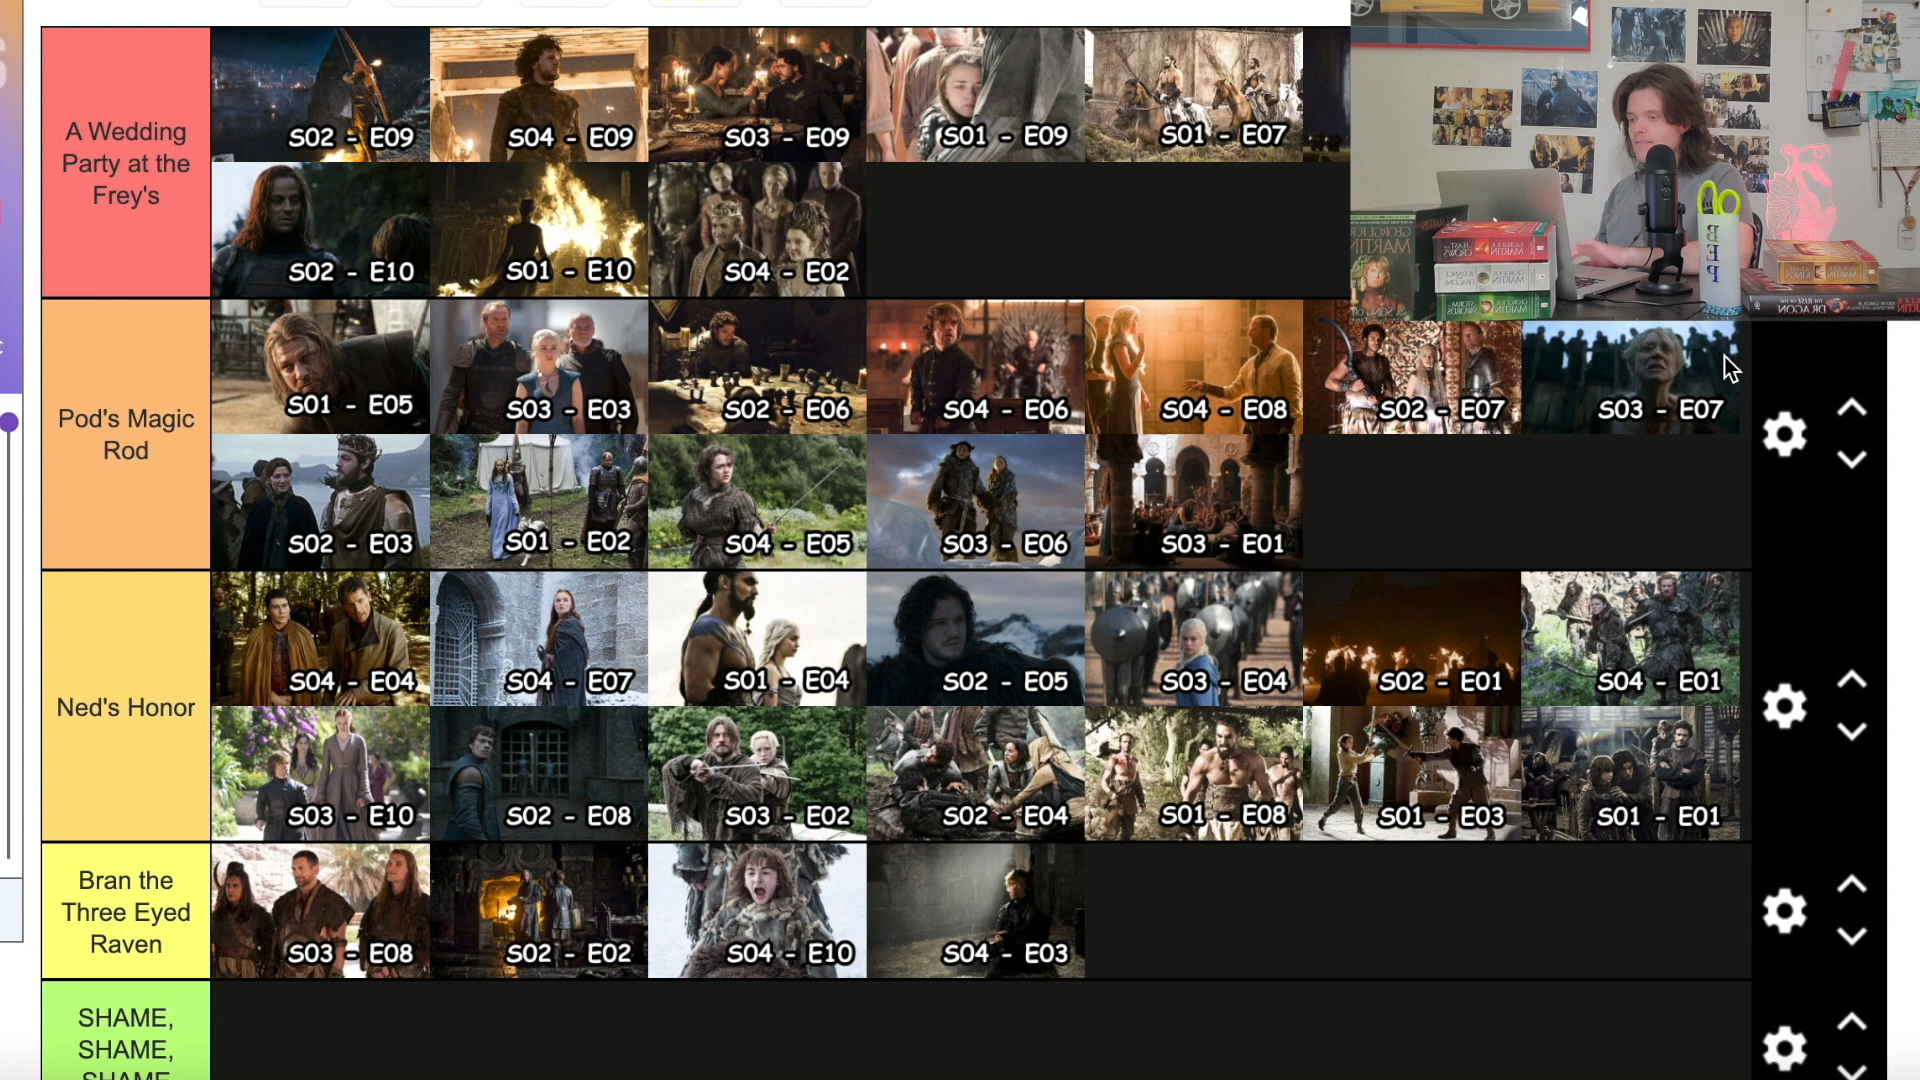 A Wedding
Party at the
Frey's
S02 - E09
S04 - E09
S03 - E09
S01 - E09
S01 - E07
S02 - E10
S01 - E10
S04 - E02
Pod's Magic
Rod
S01 - E05
S03 - E03
S02 - E06
S04 - E06
S04 - E08
S02 - E07
S03 - E07
S02 - E03
S01 - E02
S04 - E05
S03 - E06
S03 - E01
Ned's Honor
S04 - E04
S04 - E07
S01 - E04
S02 - E05
S03 - E04
S02 - E01
S04 - E01
S03 - E10
S02 - E08
S03 - E02
S02 - E04
S01 - E08
S01 - E03
S01 - E01
Bran the
Three Eyed
Raven
S03 - E08
S02 - E02
S04 - E10
S04 - E03
SHAME,
SHAME,
SHAME
GEORGE R.R.
MARTIN
BEP